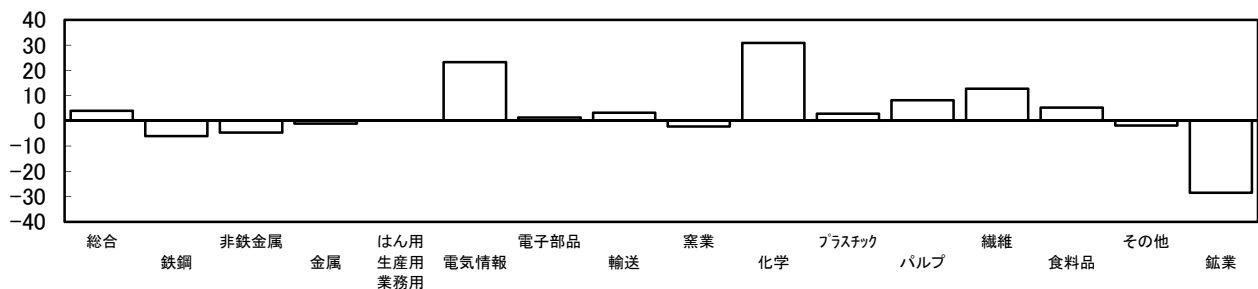 40
30
20
10
0
-10
-20
-30
-40
総合
鉄鋼
非鉄金属
金属
はん用
生産用
業務用
電気情報
電子部品
輸送
窯業
化学
ﾌﾟﾗｽﾁｯｸ
パルプ
繊維
食料品
その他
鉱業